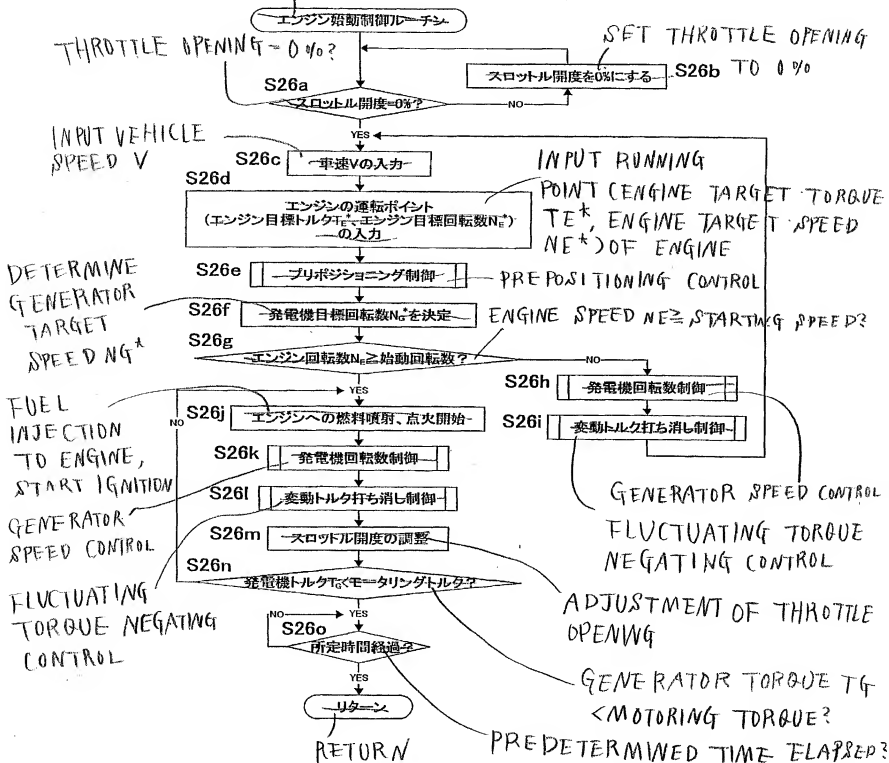 エンジン始動制御ルーチン
THROTTLE OPENING = 0%?
SET THROTTLE OPENING
TO 0%
スロットル開度を0%にする
S26b
S26a
スロットル開度=0%?
NO
YES
INPUT VEHICLE
SPEED V
S26c
車速Vの入力
S26d
エンジンの運転ポイント
(エンジン目標トルクTE*、エンジン目標回転数NE*)
の入力
INPUT RUNNING
POINT (ENGINE TARGET TORQUE
TE*, ENGINE TARGET SPEED
NE*) OF ENGINE
S26e
プリポジショニング制御
PREPOSITIONING CONTROL
DETERMINE
GENERATOR
TARGET
SPEED NG*
S26f
発電機目標回転数NG*を決定
ENGINE SPEED NE≧STARTING SPEED?
S26g
エンジン回転数NE≧始動回転数?
NO
YES
S26h
発電機回転数制御
S26i
変動トルク打ち消し制御
GENERATOR SPEED CONTROL
FLUCTUATING TORQUE
NEGATING CONTROL
FUEL
INJECTION
TO ENGINE,
START IGNITION
NO
S26j
エンジンへの燃料噴射、点火開始
S26k
発電機回転数制御
GENERATOR
SPEED CONTROL
S26l
変動トルク打ち消し制御
FLUCTUATING
TORQUE NEGATING
CONTROL
S26m
スロットル開度の調整
ADJUSTMENT OF THROTTLE
OPENING
S26n
発電機トルクTG<モータリングトルク?
YES
GENERATOR TORQUE TG
<MOTORING TORQUE?
NO
S26o
所定時間経過?
YES
PREDETERMINED TIME ELAPSED?
リターン
RETURN